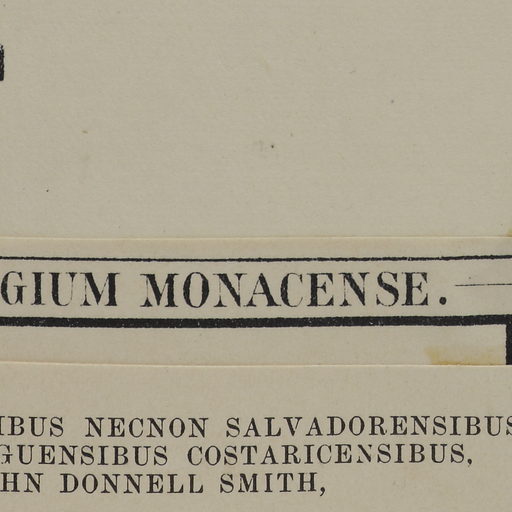 GIUM MONACENSE.
IBUS NECNON SALVADORENSIBUS
GUENSIBUS COSTARICENSIBUS,
HN DONNELL SMITH,